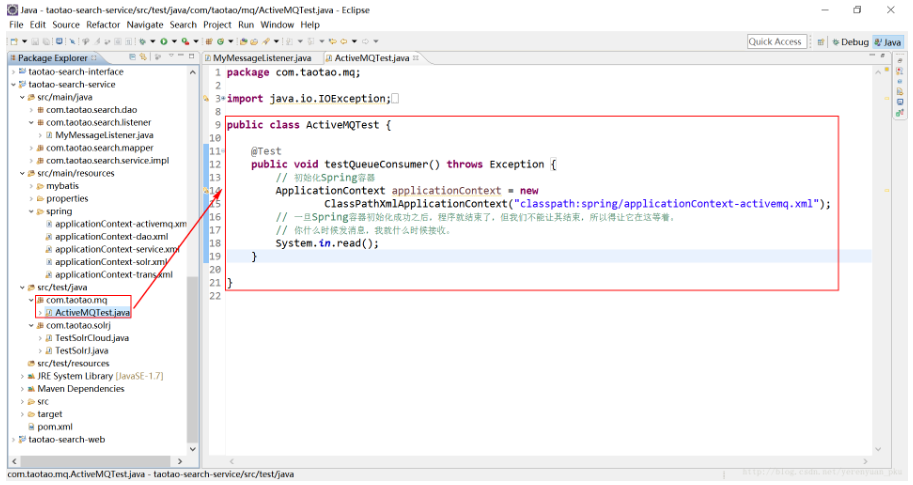 Java - taotao-search-service/src/test/java/com/taotao/mq/ActiveMQTest.java - Eclipse
File Edit Source Refactor Navigate Search Project Run Window Help
Quick Access
Debug
Java
Package Explorer
taotao-search-interface
taotao-search-service
src/main/java
com.taotao.search.dao
com.taotao.search.listener
MyMessageListener.java
com.taotao.search.mapper
com.taotao.search.service.impl
src/main/resources
mybatis
properties
spring
applicationContext-activemq.xm
applicationContext-dao.xml
applicationContext-service.xml
applicationContext-solr.xml
applicationContext-trans.xml
src/test/java
com.taotao.mq
ActiveMQTest.java
com.taotao.solrj
TestSolrCloud.java
TestSolrJ.java
src/test/resources
JRE System Library [JavaSE-1.7]
Maven Dependencies
src
target
pom.xml
taotao-search-web
MyMessageListener.java
ActiveMQTest.java
1 package com.taotao.mq;
2
3 import java.io.IOException;
8
9 public class ActiveMQTest {
10
11 @Test
12 public void testQueueConsumer() throws Exception {
13 // 初始化Spring容器
14 ApplicationContext applicationContext = new
15 ClassPathXmlApplicationContext("classpath:spring/applicationContext-activemq.xml");
16 // 一旦Spring容器初始化成功之后，程序就结束了，但我们不能让其结束，所以得让它在这等着。
17 // 你什么时候发消息，我就什么时候接收。
18 System.in.read();
19 }
20
21 }
22
com.taotao.mq.ActiveMQTest.java - taotao-search-service/src/test/java